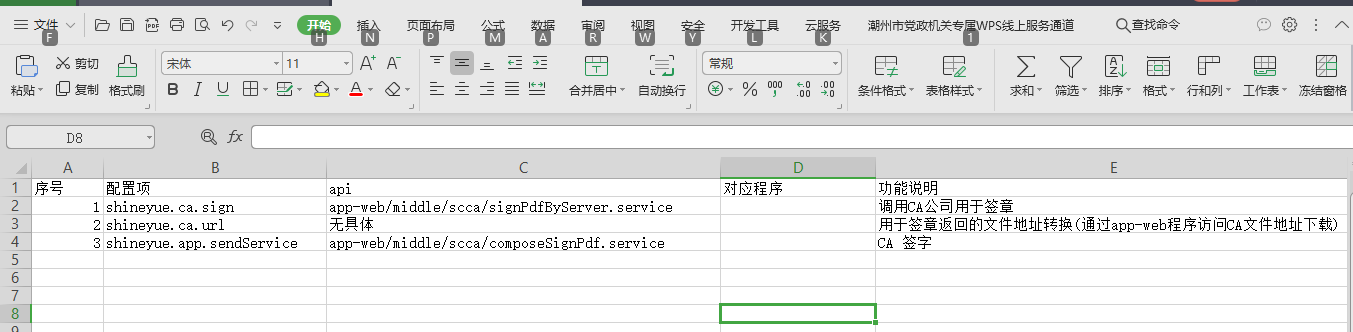 文件 开始 插入 页面布局 公式 数据 审阅 视图 安全 开发工具 云服务 潮州市党政机关专属WPS线上服务通道 查找命令
F H N P M A R W Y L K 1
剪切 宋体 11 A+ A- 常规
粘贴 复制 格式刷 B I U A 合并居中 自动换行 % 000 条件格式 表格样式 求和 筛选 排序 格式 行和列 工作表 冻结窗格
D8 fx
A B C D E
1 序号 配置项 api 对应程序 功能说明
2 1 shineyue.ca.sign app-web/middle/scca/signPdfByServer.service 调用CA公司用于签章
3 2 shineyue.ca.url 无具体 用于签章返回的文件地址转换(通过app-web程序访问CA文件地址下载)
4 3 shineyue.app.sendService app-web/middle/scca/composeSignPdf.service CA 签字
5
6
7
8